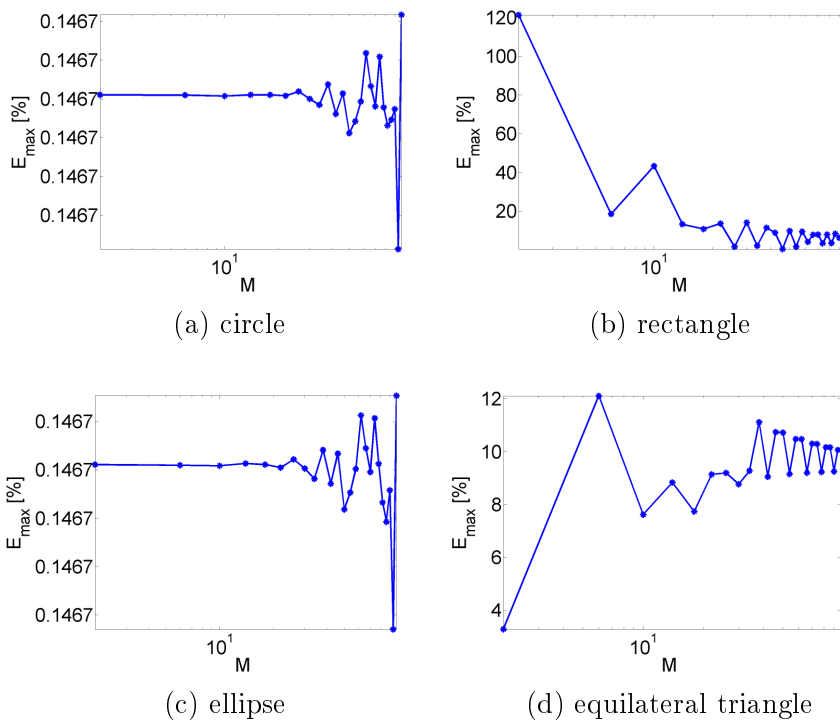 0.1467
0.1467
0.1467
0.1467
0.1467
0.1467
E_max [%]
10^1
M
(a) circle
120
100
80
60
40
20
E_max [%]
10^1
M
(b) rectangle
0.1467
0.1467
0.1467
0.1467
0.1467
E_max [%]
10^1
M
(c) ellipse
12
10
8
6
4
E_max [%]
10^1
M
(d) equilateral triangle